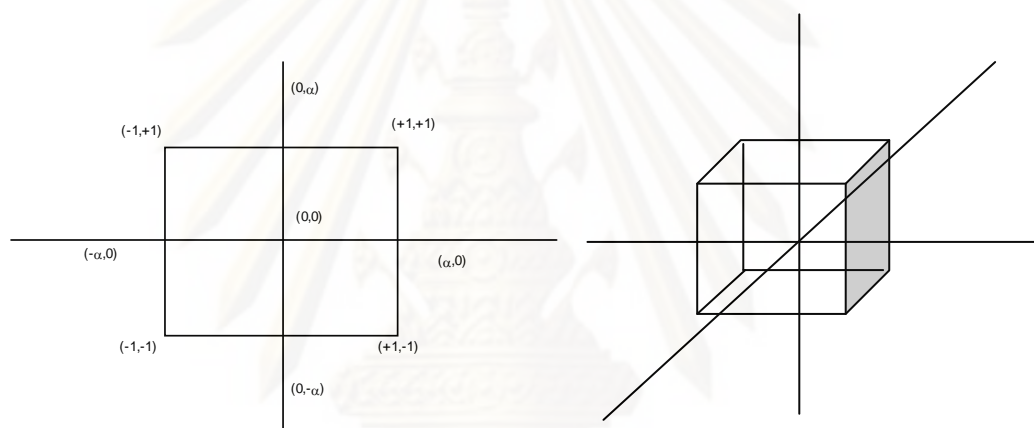 (0,α)
(-1,+1)
(+1,+1)
(0,0)
(-α,0)
(α,0)
(-1,-1)
(+1,-1)
(0,-α)